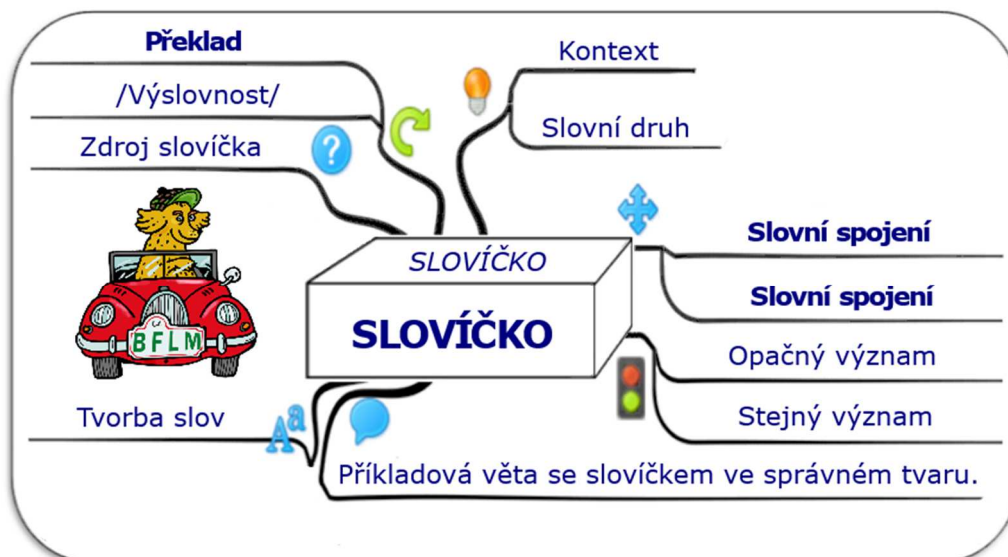 Překlad
/Výslovnost/
Zdroj slovíčka
Kontext
Slovní druh
SLOVÍČKO
SLOVÍČKO
Slovní spojení
Slovní spojení
Opačný význam
Stejný význam
BFLM
Tvorba slov
Aa
Příkladová věta se slovíčkem ve správném tvaru.